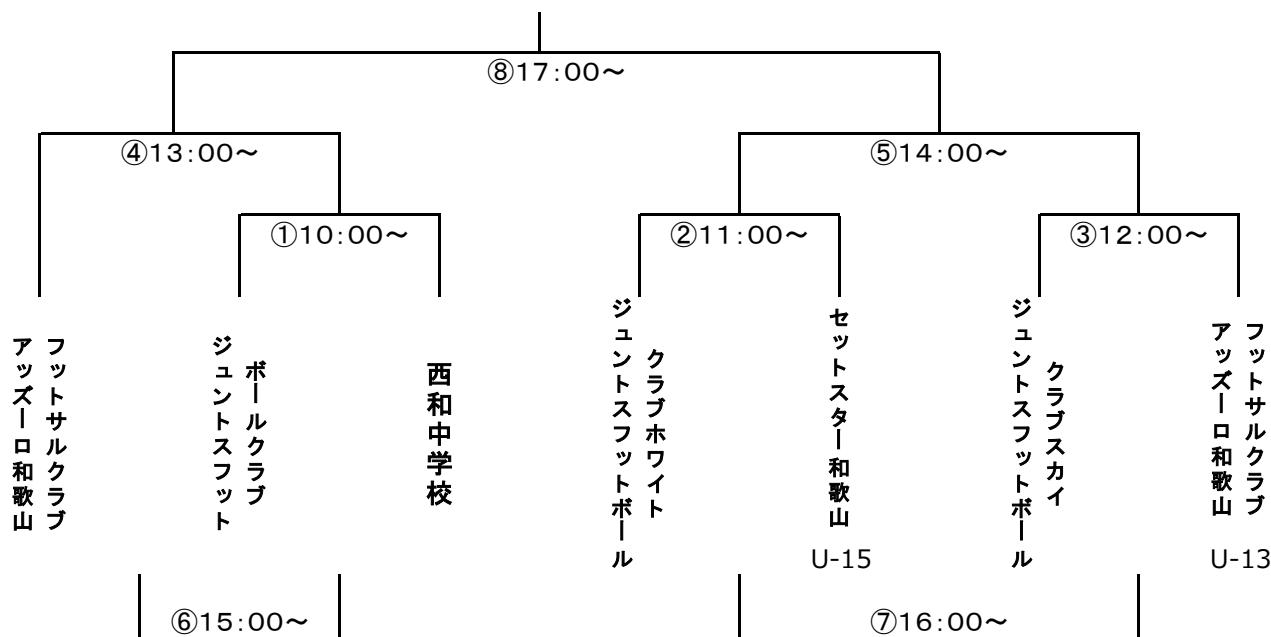 ⑧17:00～
④13:00～
⑤14:00～
①10:00～
②11:00～
③12:00～
フットサルクラブ
アッズーロ和歌山
ボールクラブ
ジュントスフット
西和中学校
クラブホワイト
ジュントスフットボール
セットスター和歌山
U-15
クラブスカイ
ジュントスフットボール
フットサルクラブ
アッズーロ和歌山
U-13
⑥15:00～
⑦16:00～